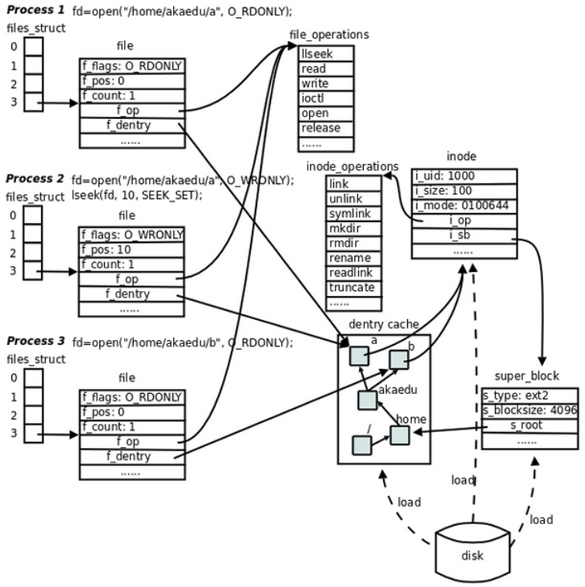 Process 1 fd=open("/home/akaedu/a", O_RDONLY);
files_struct
0
1
2
3
file
f_flags: O_RDONLY
f_pos: 0
f_count: 1
f_op
f_dentry
......
file_operations
llseek
read
write
ioctl
open
release
......
Process 2 fd=open("/home/akaedu/a", O_WRONLY);
lseek(fd, 10, SEEK_SET);
files_struct
0
1
2
3
file
f_flags: O_WRONLY
f_pos: 10
f_count: 1
f_op
f_dentry
......
inode_operations
link
unlink
symlink
mkdir
rmdir
rename
readlink
truncate
......
inode
i_uid: 1000
i_size: 100
i_mode: 0100644
i_op
i_sb
......
Process 3 fd=open("/home/akaedu/b", O_RDONLY);
files_struct
0
1
2
3
file
f_flags: O_RDONLY
f_pos: 0
f_count: 1
f_op
f_dentry
......
dentry cache
a
b
akaedu
home
/
super_block
s_type: ext2
s_blocksize: 4096
s_root
......
load
load
load
disk